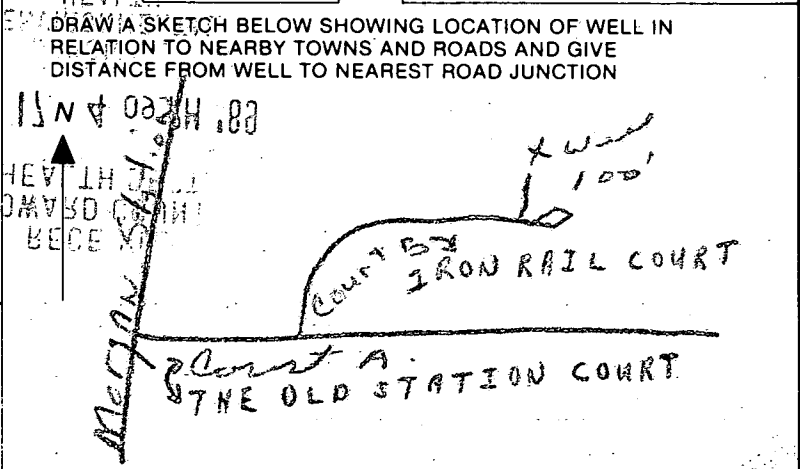 DRAW A SKETCH BELOW SHOWING LOCATION OF WELL IN
RELATION TO NEARBY TOWNS AND ROADS AND GIVE
DISTANCE FROM WELL TO NEAREST ROAD JUNCTION
N
x Well
100'
Court B
IRON RAIL COURT
Morgan
Court A.
THE OLD STATION COURT